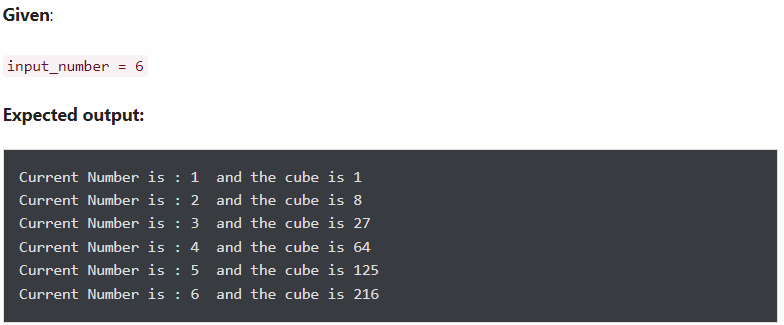 Given:
input_number = 6
Expected output:
Current Number is : 1  and the cube is 1
Current Number is : 2  and the cube is 8
Current Number is : 3  and the cube is 27
Current Number is : 4  and the cube is 64
Current Number is : 5  and the cube is 125
Current Number is : 6  and the cube is 216